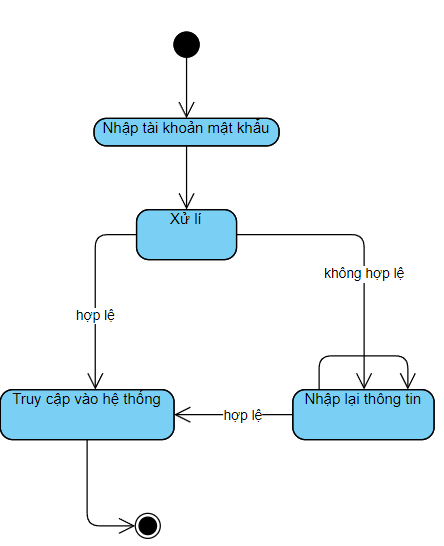 Nhập tài khoản mật khẩu
Xử lí
không hợp lệ
hợp lệ
Truy cập vào hệ thống
Nhập lại thông tin
hợp lệ